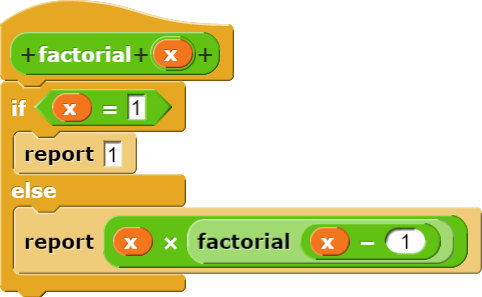 +factorial+ x +
if x = 1
report 1
else
report x × factorial x − 1